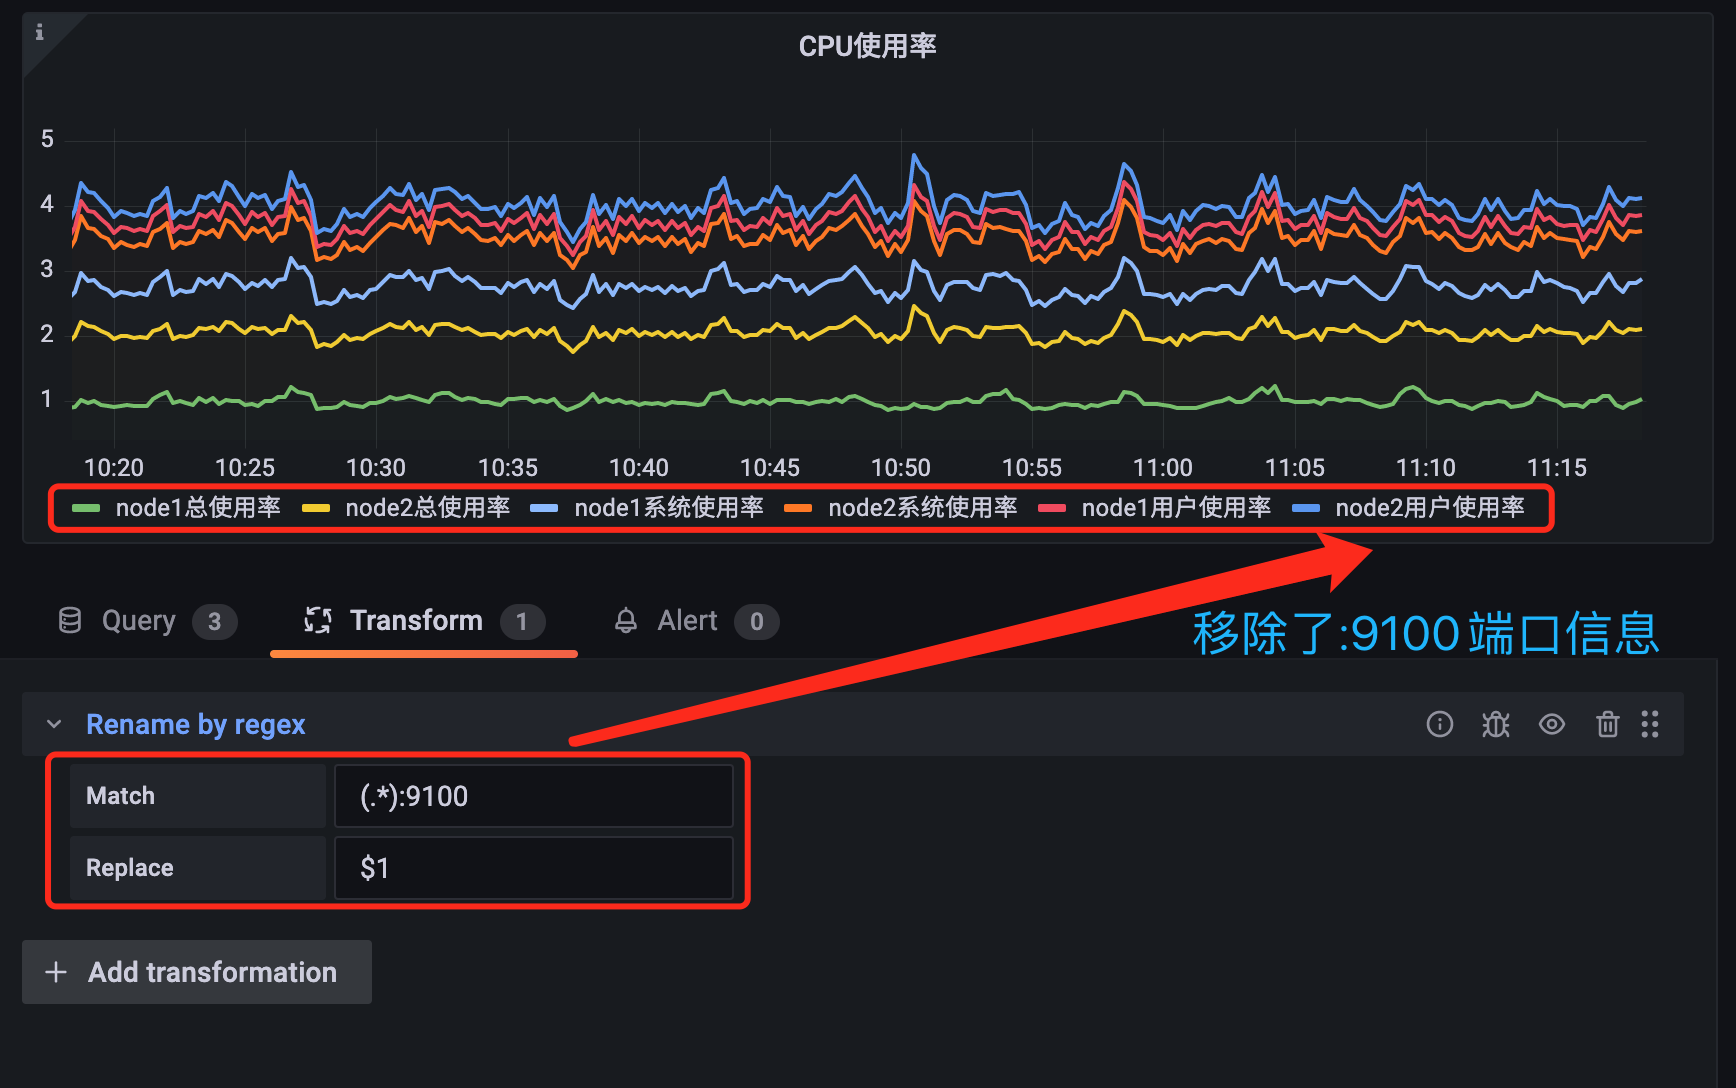 CPU使用率
5
4
3
2
1
10:20 10:25 10:30 10:35 10:40 10:45 10:50 10:55 11:00 11:05 11:10 11:15
node1总使用率 node2总使用率 node1系统使用率 node2系统使用率 node1用户使用率 node2用户使用率
Query 3 Transform 1 Alert 0
移除了:9100端口信息
Rename by regex
Match (.*):9100
Replace $1
+ Add transformation